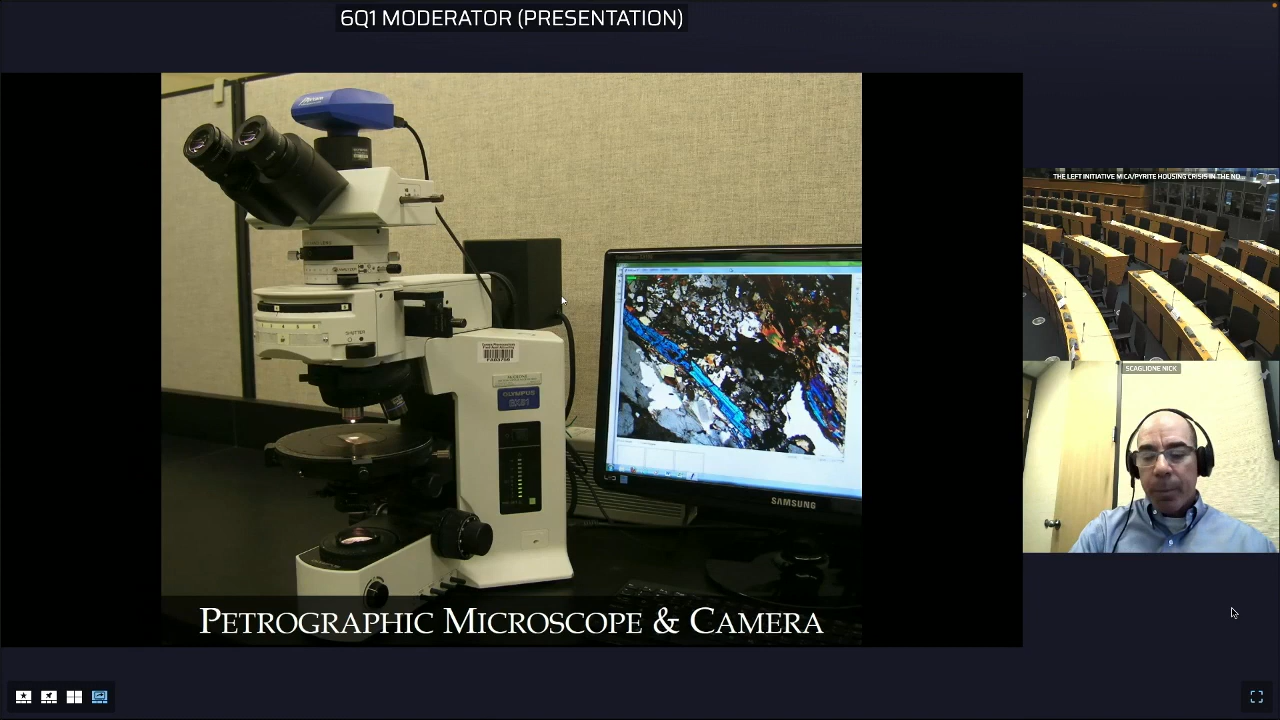 6Q1 MODERATOR (PRESENTATION)
THE LEFT INITIATIVE MICA/PYRITE HOUSING CRISIS IN THE NO...
SCAGLIONE NICK
SHUTTER
OLYMPUS
BX51
SAMSUNG
PETROGRAPHIC MICROSCOPE & CAMERA